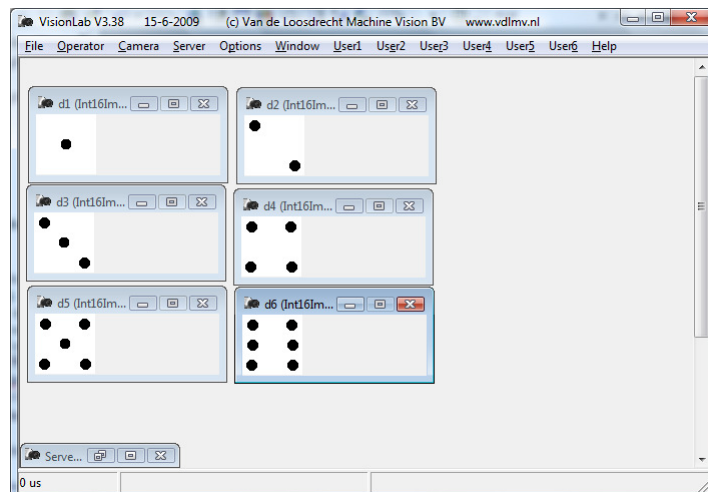 VisionLab V3.38 15-6-2009 (c) Van de Loosdrecht Machine Vision BV www.vdlmv.nl
File Operator Camera Server Options Window User1 User2 User3 User4 User5 User6 Help
d1 (Int16Im...
d2 (Int16Im...
d3 (Int16Im...
d4 (Int16Im...
d5 (Int16Im...
d6 (Int16Im...
Serve...
0 us